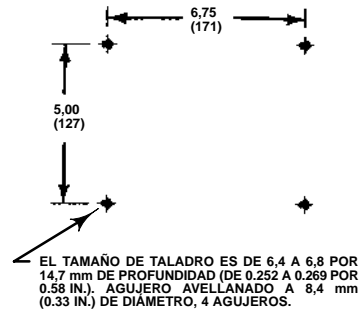 6,75
(171)
5,00
(127)
EL TAMAÑO DE TALADRO ES DE 6,4 A 6,8 POR
14,7 mm DE PROFUNDIDAD (DE 0.252 A 0.269 POR
0.58 IN.). AGUJERO AVELLANADO A 8,4 mm
(0.33 IN.) DE DIÁMETRO, 4 AGUJEROS.